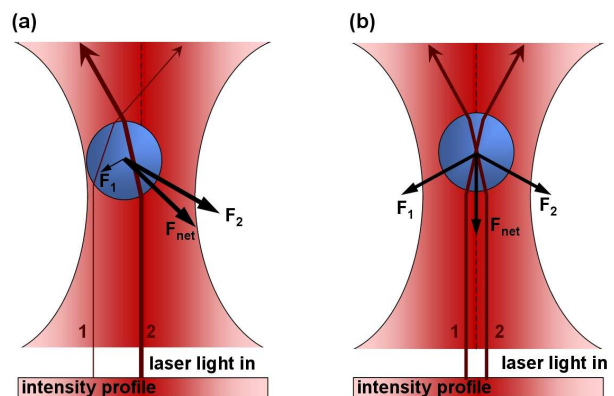 (a)
F1
F2
Fnet
1
2
laser light in
intensity profile
(b)
F1
F2
Fnet
1
2
laser light in
intensity profile